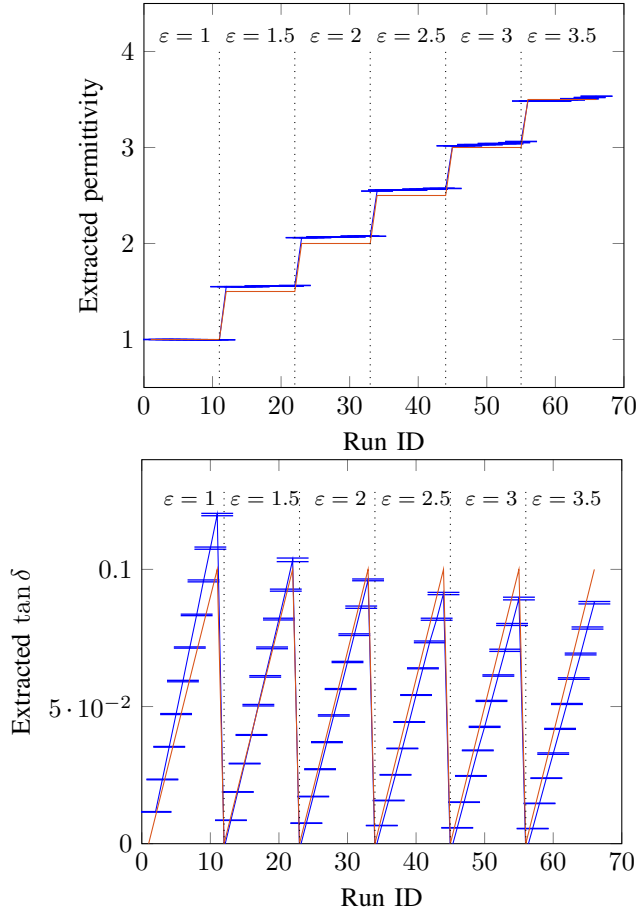 ε = 1 ε = 1.5 ε = 2 ε = 2.5 ε = 3 ε = 3.5
4
3
2
1
Extracted permittivity
0 10 20 30 40 50 60 70
Run ID
ε = 1 ε = 1.5 ε = 2 ε = 2.5 ε = 3 ε = 3.5
0.1
5 · 10⁻²
0
Extracted tan δ
0 10 20 30 40 50 60 70
Run ID